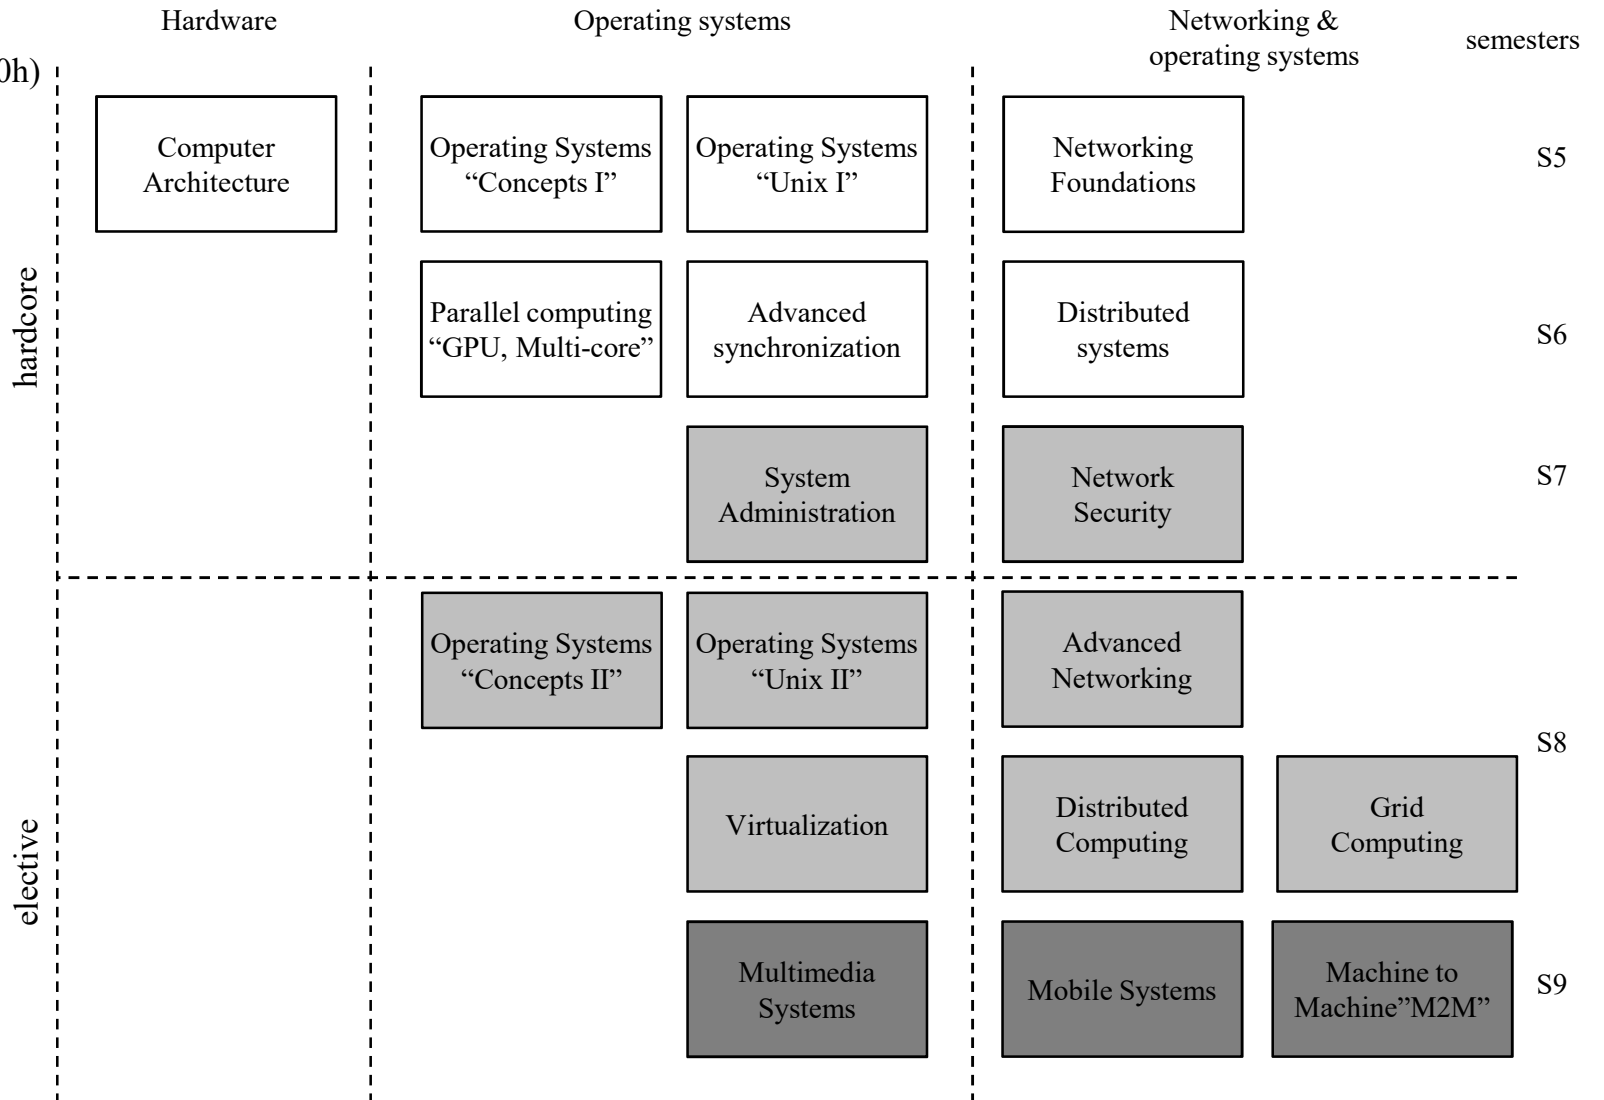 Hardware
Operating systems
Networking &
operating systems
semesters
0h)
Computer
Architecture
Operating Systems
“Concepts I”
Operating Systems
“Unix I”
Networking
Foundations
S5
hardcore
Parallel computing
“GPU, Multi-core”
Advanced
synchronization
Distributed
systems
S6
System
Administration
Network
Security
S7
Operating Systems
“Concepts II”
Operating Systems
“Unix II”
Advanced
Networking
S8
elective
Virtualization
Distributed
Computing
Grid
Computing
Multimedia
Systems
Mobile Systems
Machine to
Machine”M2M”
S9